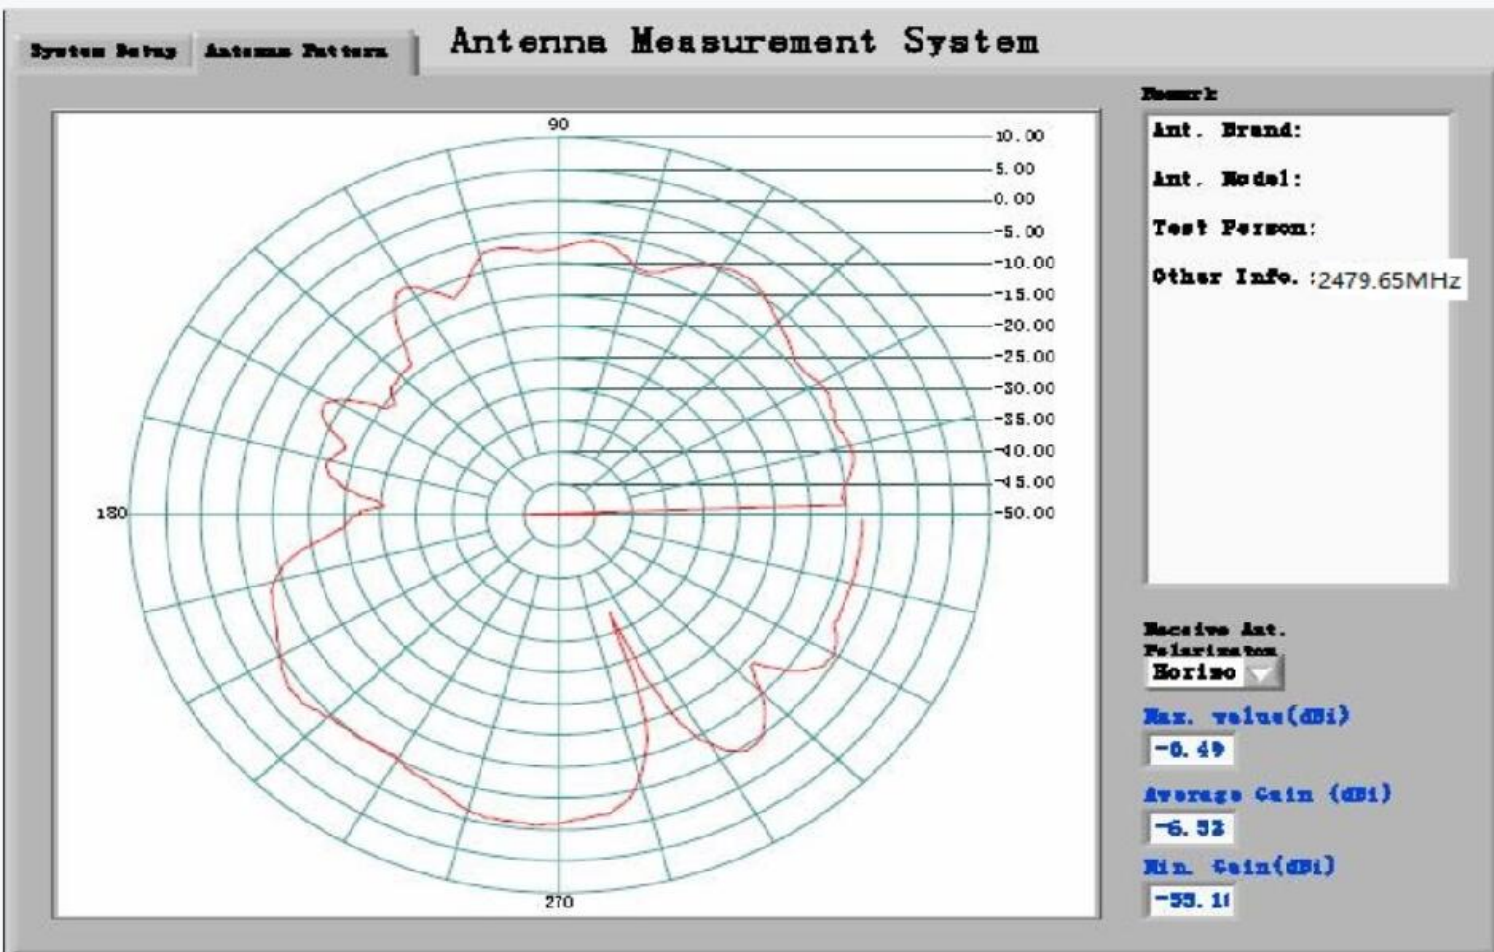 Antenna Measurement System
System Setup
Antenna Pattern
90
10.00
5.00
0.00
-5.00
-10.00
-15.00
-20.00
-25.00
-30.00
-35.00
-40.00
-45.00
-50.00
180
270
Remark
Ant. Brand:
Ant. Model:
Test Person:
Other Info. :2479.65MHz
Receive Ant.
Horizo
Max. value(dBi)
-0.49
Average Gain (dBi)
Min. Gain(dBi)